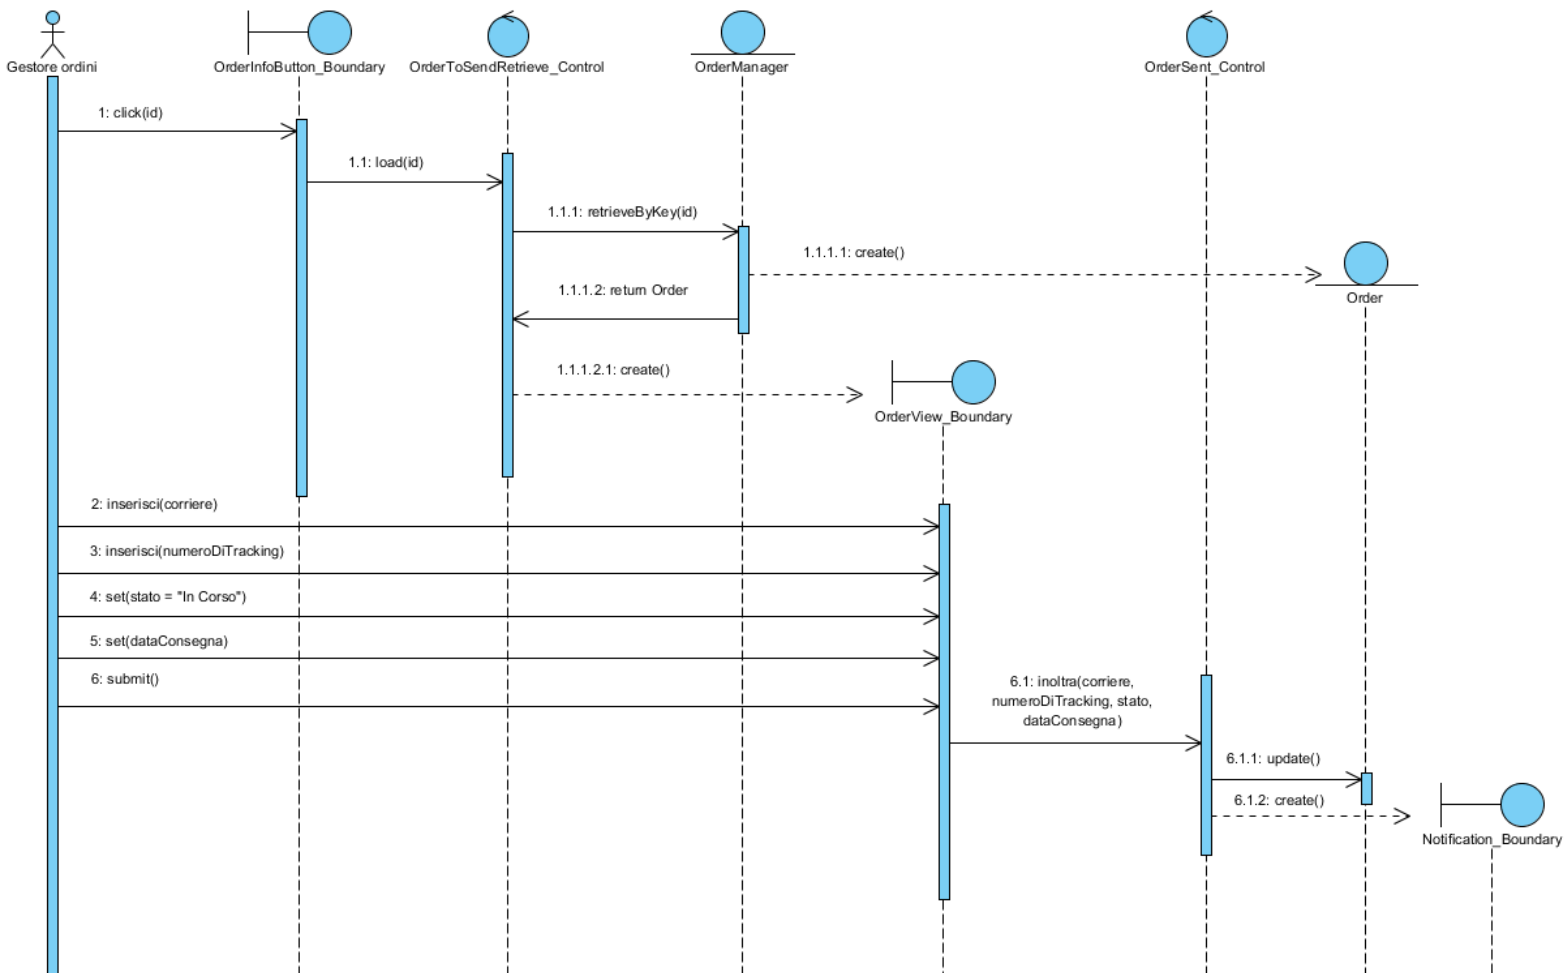 Gestore ordini
OrderInfoButton_Boundary
OrderToSendRetrieve_Control
OrderManager
OrderSent_Control
1: click(id)
1.1: load(id)
1.1.1: retrieveByKey(id)
1.1.1.1: create()
1.1.1.2: return Order
Order
1.1.1.2.1: create()
OrderView_Boundary
2: inserisci(corriere)
3: inserisci(numeroDiTracking)
4: set(stato = "In Corso")
5: set(dataConsegna)
6: submit()
6.1: inoltra(corriere,
numeroDiTracking, stato,
dataConsegna)
6.1.1: update()
6.1.2: create()
Notification_Boundary